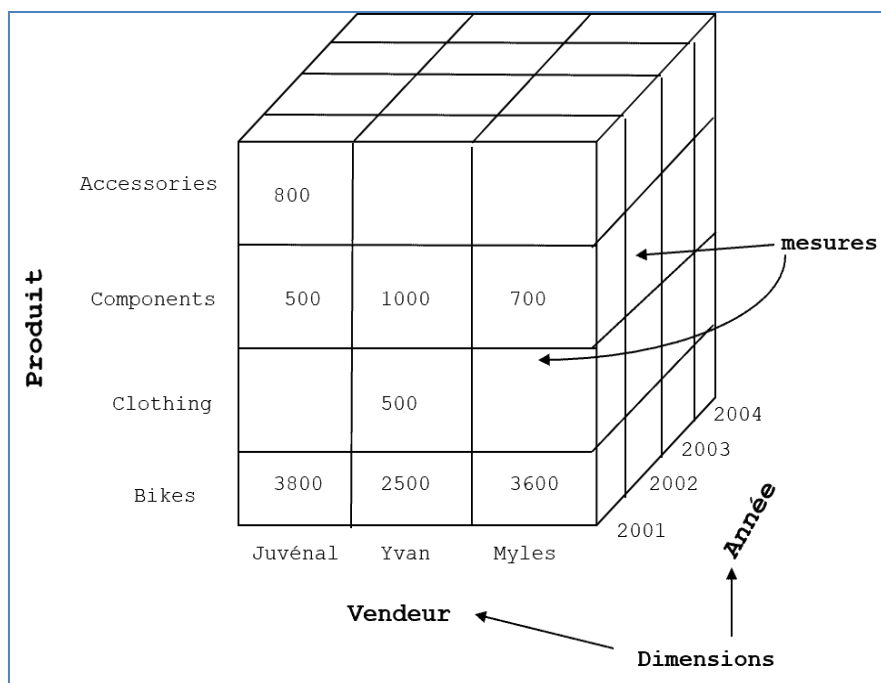 Accessories
800
mesures
Produit
Components
500 1000 700
Clothing
500
2004
2003
Bikes
3800 2500 3600
2002
2001
Année
Juvénal Yvan Myles
Vendeur
Dimensions